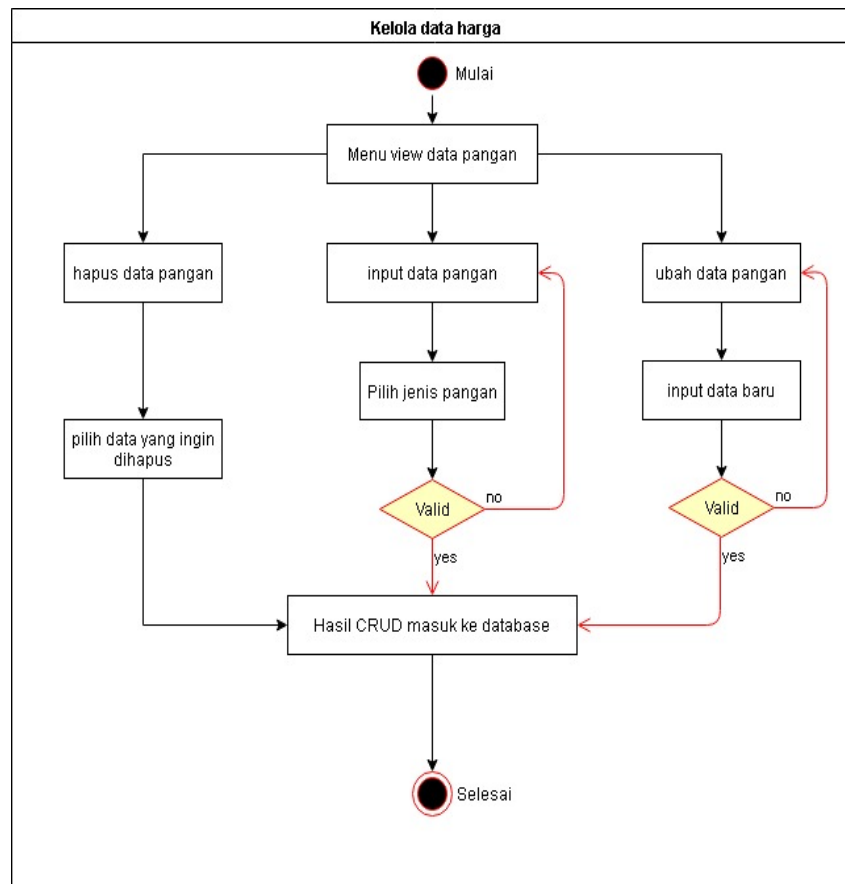 Kelola data harga
Mulai
Menu view data pangan
hapus data pangan
input data pangan
ubah data pangan
Pilih jenis pangan
input data baru
pilih data yang ingin
dihapus
Valid
no
Valid
no
yes
yes
Hasil CRUD masuk ke database
Selesai